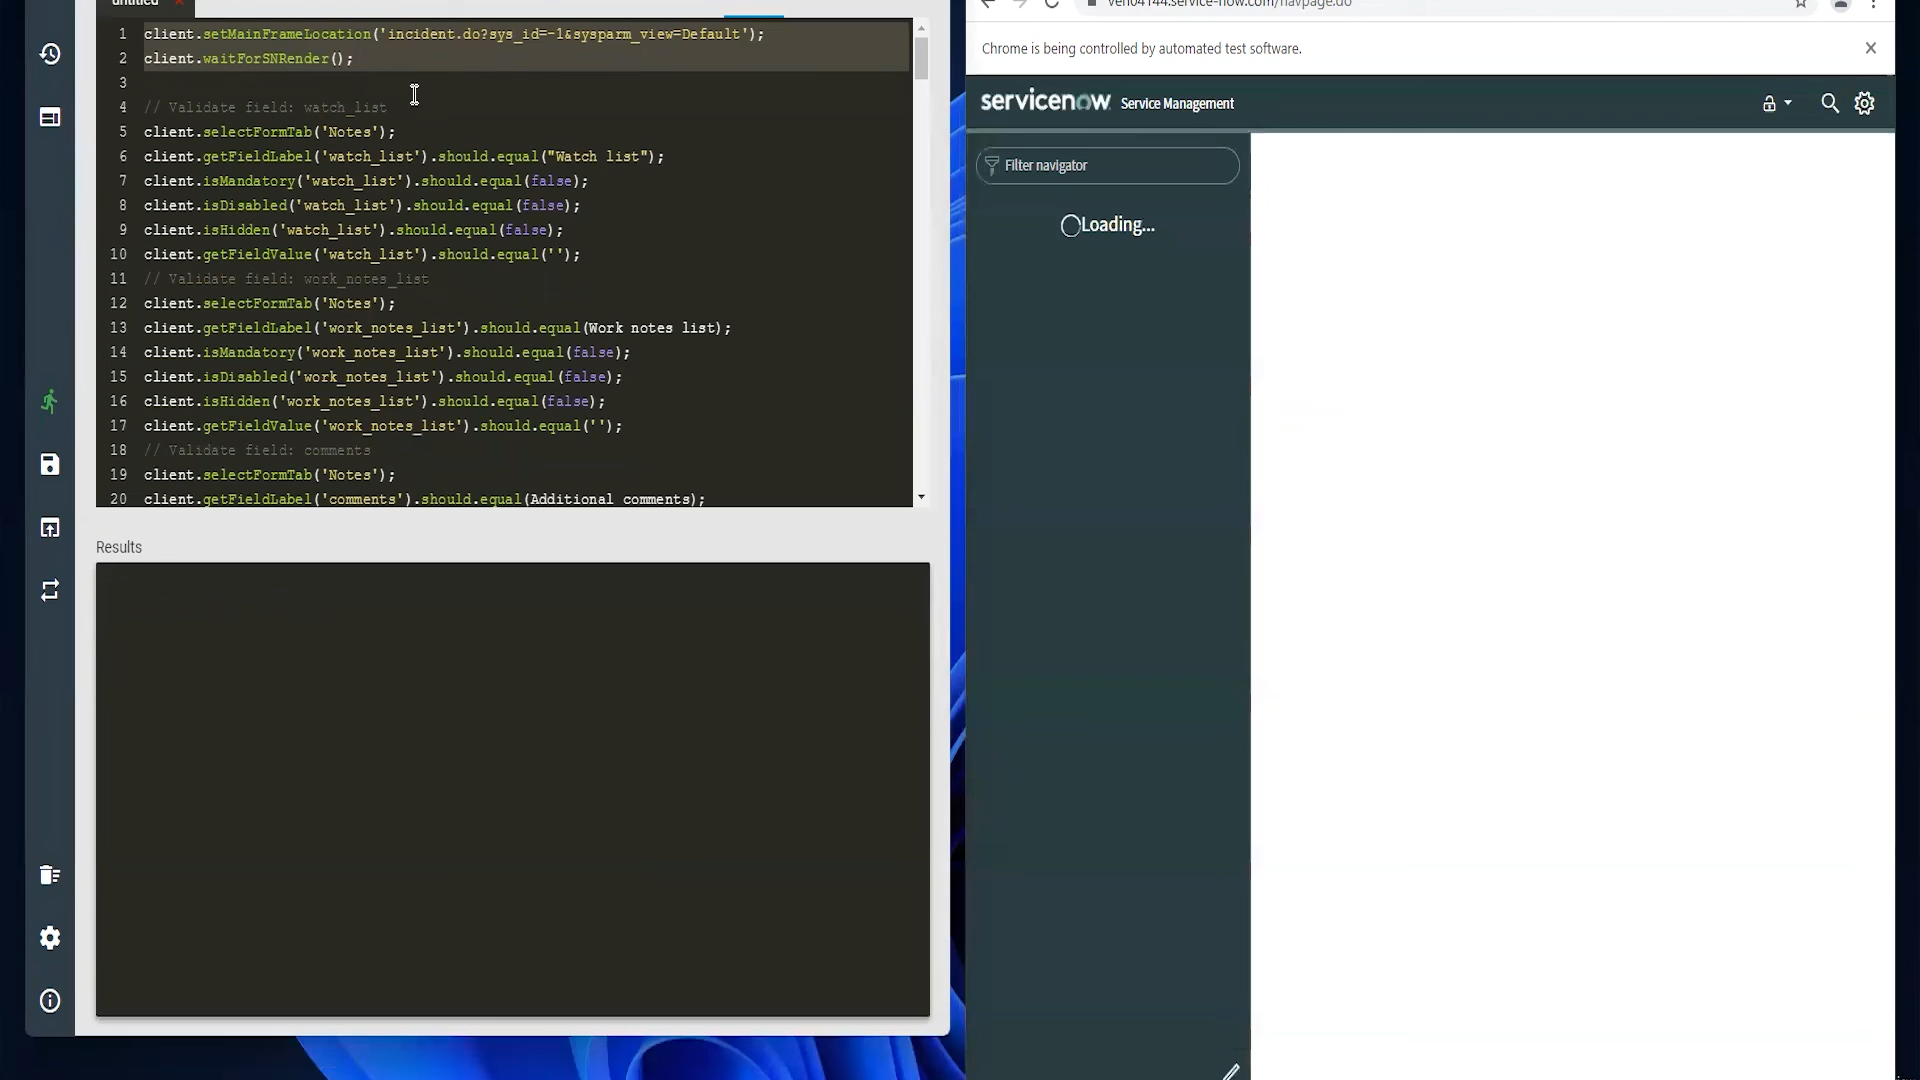 untitled
1 client.setMainFrameLocation('incident.do?sys_id=-1&sysparm_view=Default');
2 client.waitForSNRender();
3
4 // Validate field: watch_list
5 client.selectFormTab('Notes');
6 client.getFieldLabel('watch_list').should.equal("Watch list");
7 client.isMandatory('watch_list').should.equal(false);
8 client.isDisabled('watch_list').should.equal(false);
9 client.isHidden('watch_list').should.equal(false);
10 client.getFieldValue('watch_list').should.equal('');
11 // Validate field: work_notes_list
12 client.selectFormTab('Notes');
13 client.getFieldLabel('work_notes_list').should.equal(Work notes list);
14 client.isMandatory('work_notes_list').should.equal(false);
15 client.isDisabled('work_notes_list').should.equal(false);
16 client.isHidden('work_notes_list').should.equal(false);
17 client.getFieldValue('work_notes_list').should.equal('');
18 // Validate field: comments
19 client.selectFormTab('Notes');
20 client.getFieldLabel('comments').should.equal(Additional comments);
Results
ven04144.service-now.com/navpage.do
Chrome is being controlled by automated test software.
servicenow Service Management
Filter navigator
Loading...